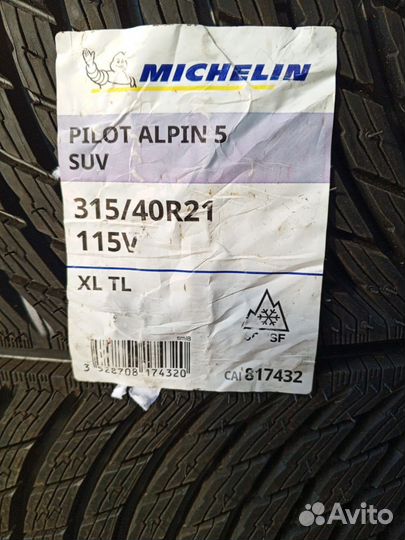 MICHELIN
PILOT ALPIN 5
SUV
315/40R21
115V
XL TL
3 528708 174320
CAI 817432
Avito